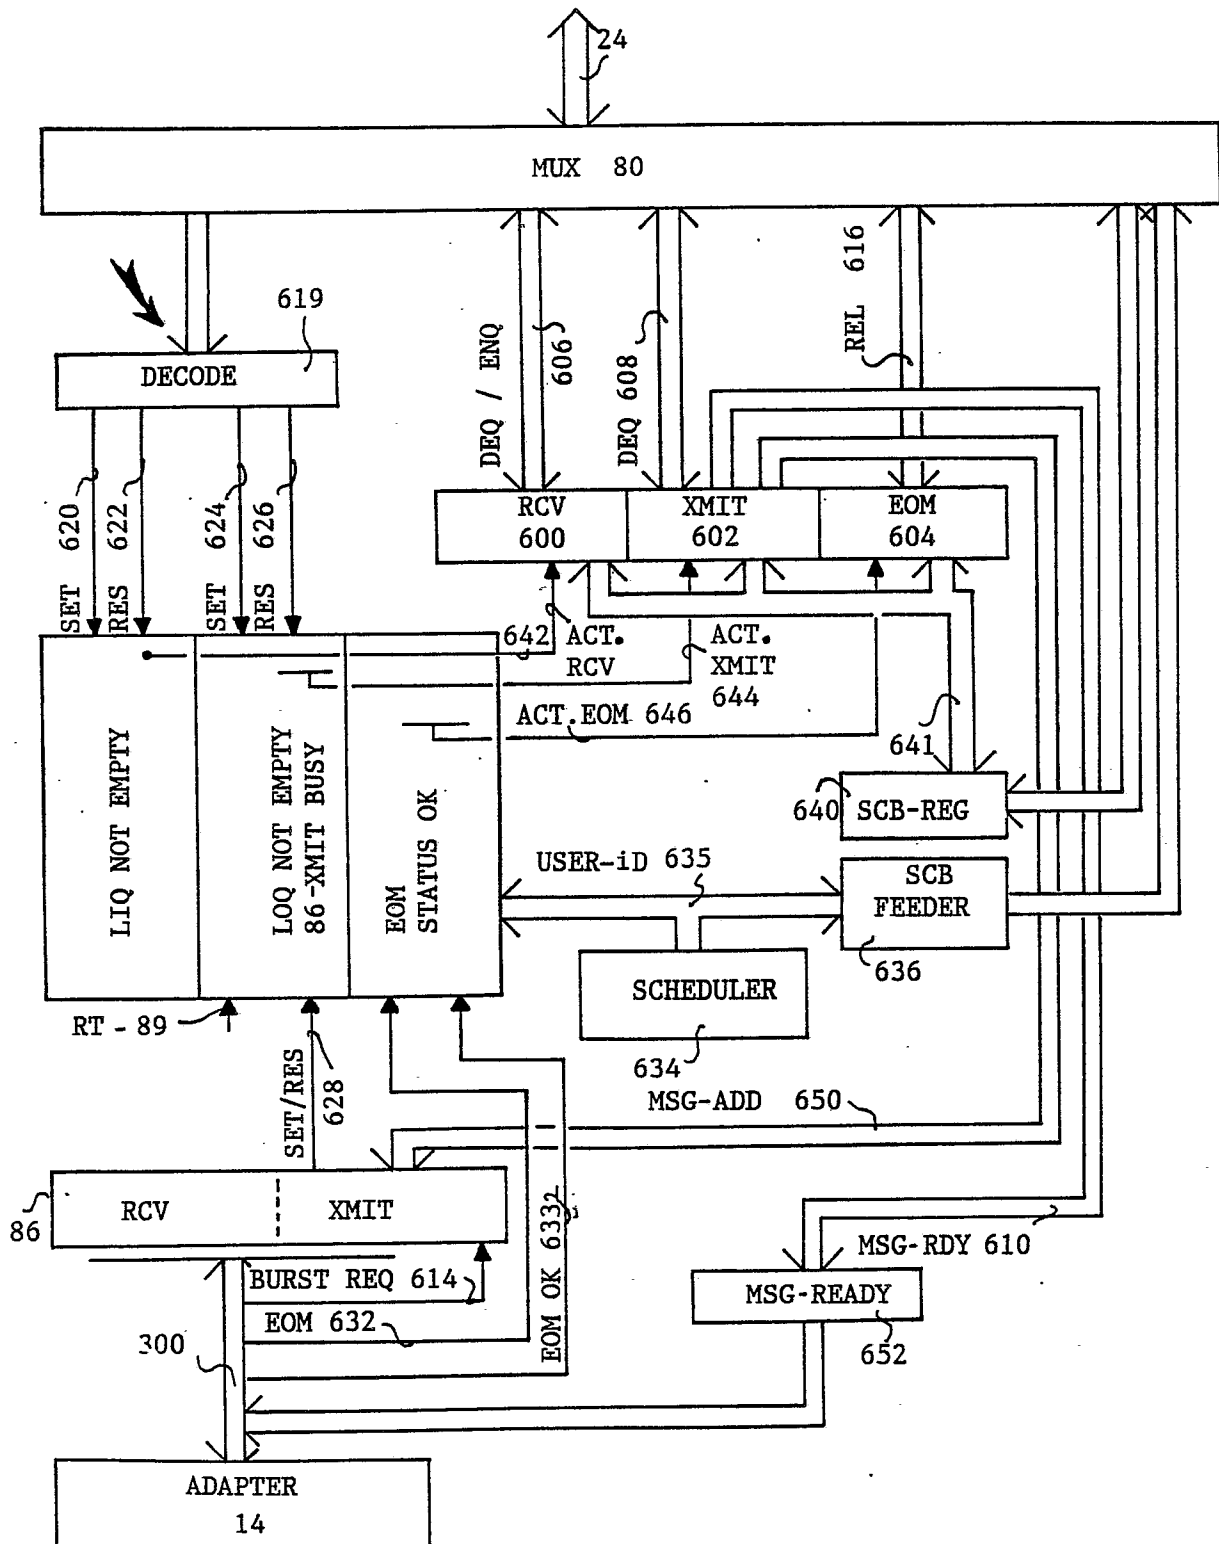 24
MUX 80
619
DECODE
SET 620
RES 622
SET 624
RES 626
DEQ / ENQ
606
DEQ 608
REL 616
RCV
600
XMIT
602
EOM
604
642
ACT.
RCV
ACT.
XMIT
644
ACT.EOM 646
641
LIQ NOT EMPTY
LOQ NOT EMPTY
86-XMIT BUSY
EOM
STATUS OK
640
SCB-REG
USER-iD 635
SCB
FEEDER
636
SCHEDULER
634
RT - 89
SET/RES
628
MSG-ADD 650
86
RCV
XMIT
BURST REQ 614
EOM 632
EOM OK 633
MSG-RDY 610
MSG-READY
652
300
ADAPTER
14